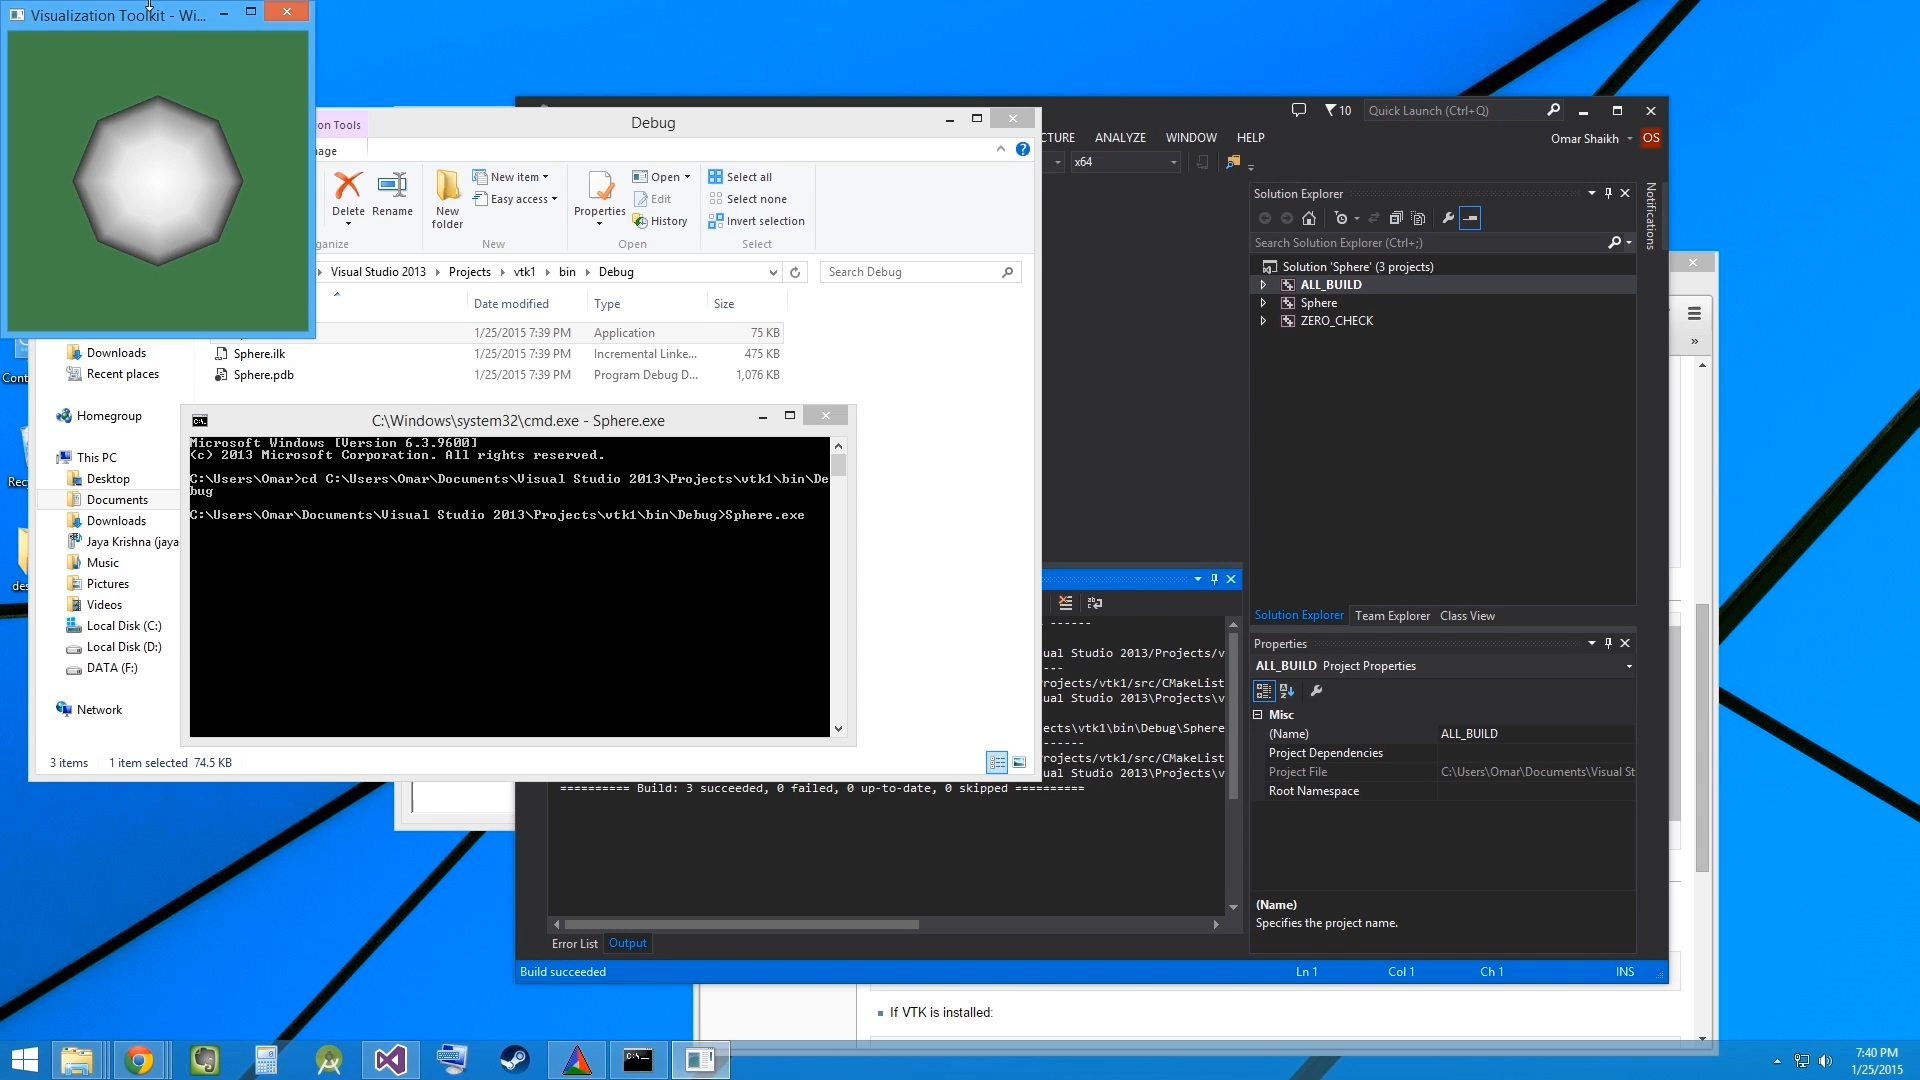 Visualization Toolkit - Wi...
on Tools
Debug
nage
Delete
Rename
New folder
New item
Easy access
Properties
Open
Edit
History
Select all
Select none
Invert selection
ganize
New
Open
Select
Visual Studio 2013
Projects
vtk1
bin
Debug
Search Debug
Date modified
Type
Size
1/25/2015 7:39 PM
Application
75 KB
Sphere.ilk
1/25/2015 7:39 PM
Incremental Linke...
475 KB
Sphere.pdb
1/25/2015 7:39 PM
Program Debug D...
1,076 KB
Downloads
Recent places
Homegroup
This PC
Desktop
Documents
Downloads
Jaya Krishna (jaya
Music
Pictures
Videos
Local Disk (C:)
Local Disk (D:)
DATA (F:)
Network
3 items
1 item selected 74.5 KB
C:\Windows\system32\cmd.exe - Sphere.exe
Microsoft Windows [Version 6.3.9600]
(c) 2013 Microsoft Corporation. All rights reserved.
C:\Users\Omar>cd C:\Users\Omar\Documents\Visual Studio 2013\Projects\vtk1\bin\De
bug
C:\Users\Omar\Documents\Visual Studio 2013\Projects\vtk1\bin\Debug>Sphere.exe
10
Quick Launch (Ctrl+Q)
CTURE
ANALYZE
WINDOW
HELP
Omar Shaikh
OS
x64
Notifications
Solution Explorer
Search Solution Explorer (Ctrl+;)
Solution 'Sphere' (3 projects)
ALL_BUILD
Sphere
ZERO_CHECK
Solution Explorer
Team Explorer
Class View
Properties
ALL_BUILD Project Properties
Misc
(Name)
ALL_BUILD
Project Dependencies
Project File
C:\Users\Omar\Documents\Visual St
Root Namespace
(Name)
Specifies the project name.
------
ual Studio 2013/Projects/v
---
rojects/vtk1/src/CMakeList
ual Studio 2013\Projects\v
jects\vtk1\bin\Debug\Sphere
------
rojects/vtk1/src/CMakeList
ual Studio 2013\Projects\v
========== Build: 3 succeeded, 0 failed, 0 up-to-date, 0 skipped ==========
Error List
Output
Build succeeded
Ln 1
Col 1
Ch 1
INS
If VTK is installed:
Cont
Rec
des
7:40 PM
1/25/2015